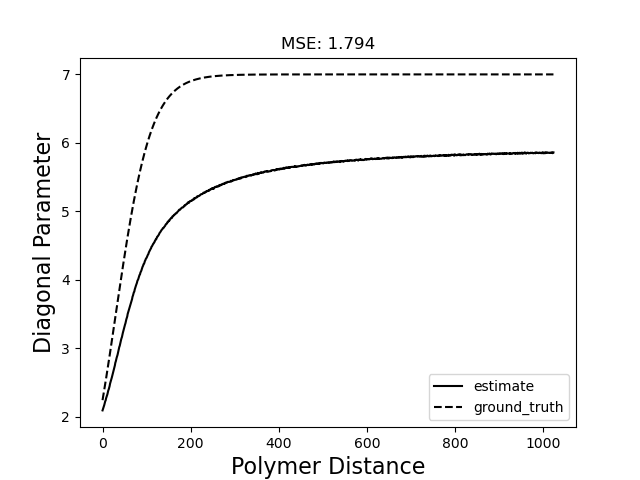 MSE: 1.794
Diagonal Parameter
7
6
5
4
3
2
estimate
ground_truth
0 200 400 600 800 1000
Polymer Distance